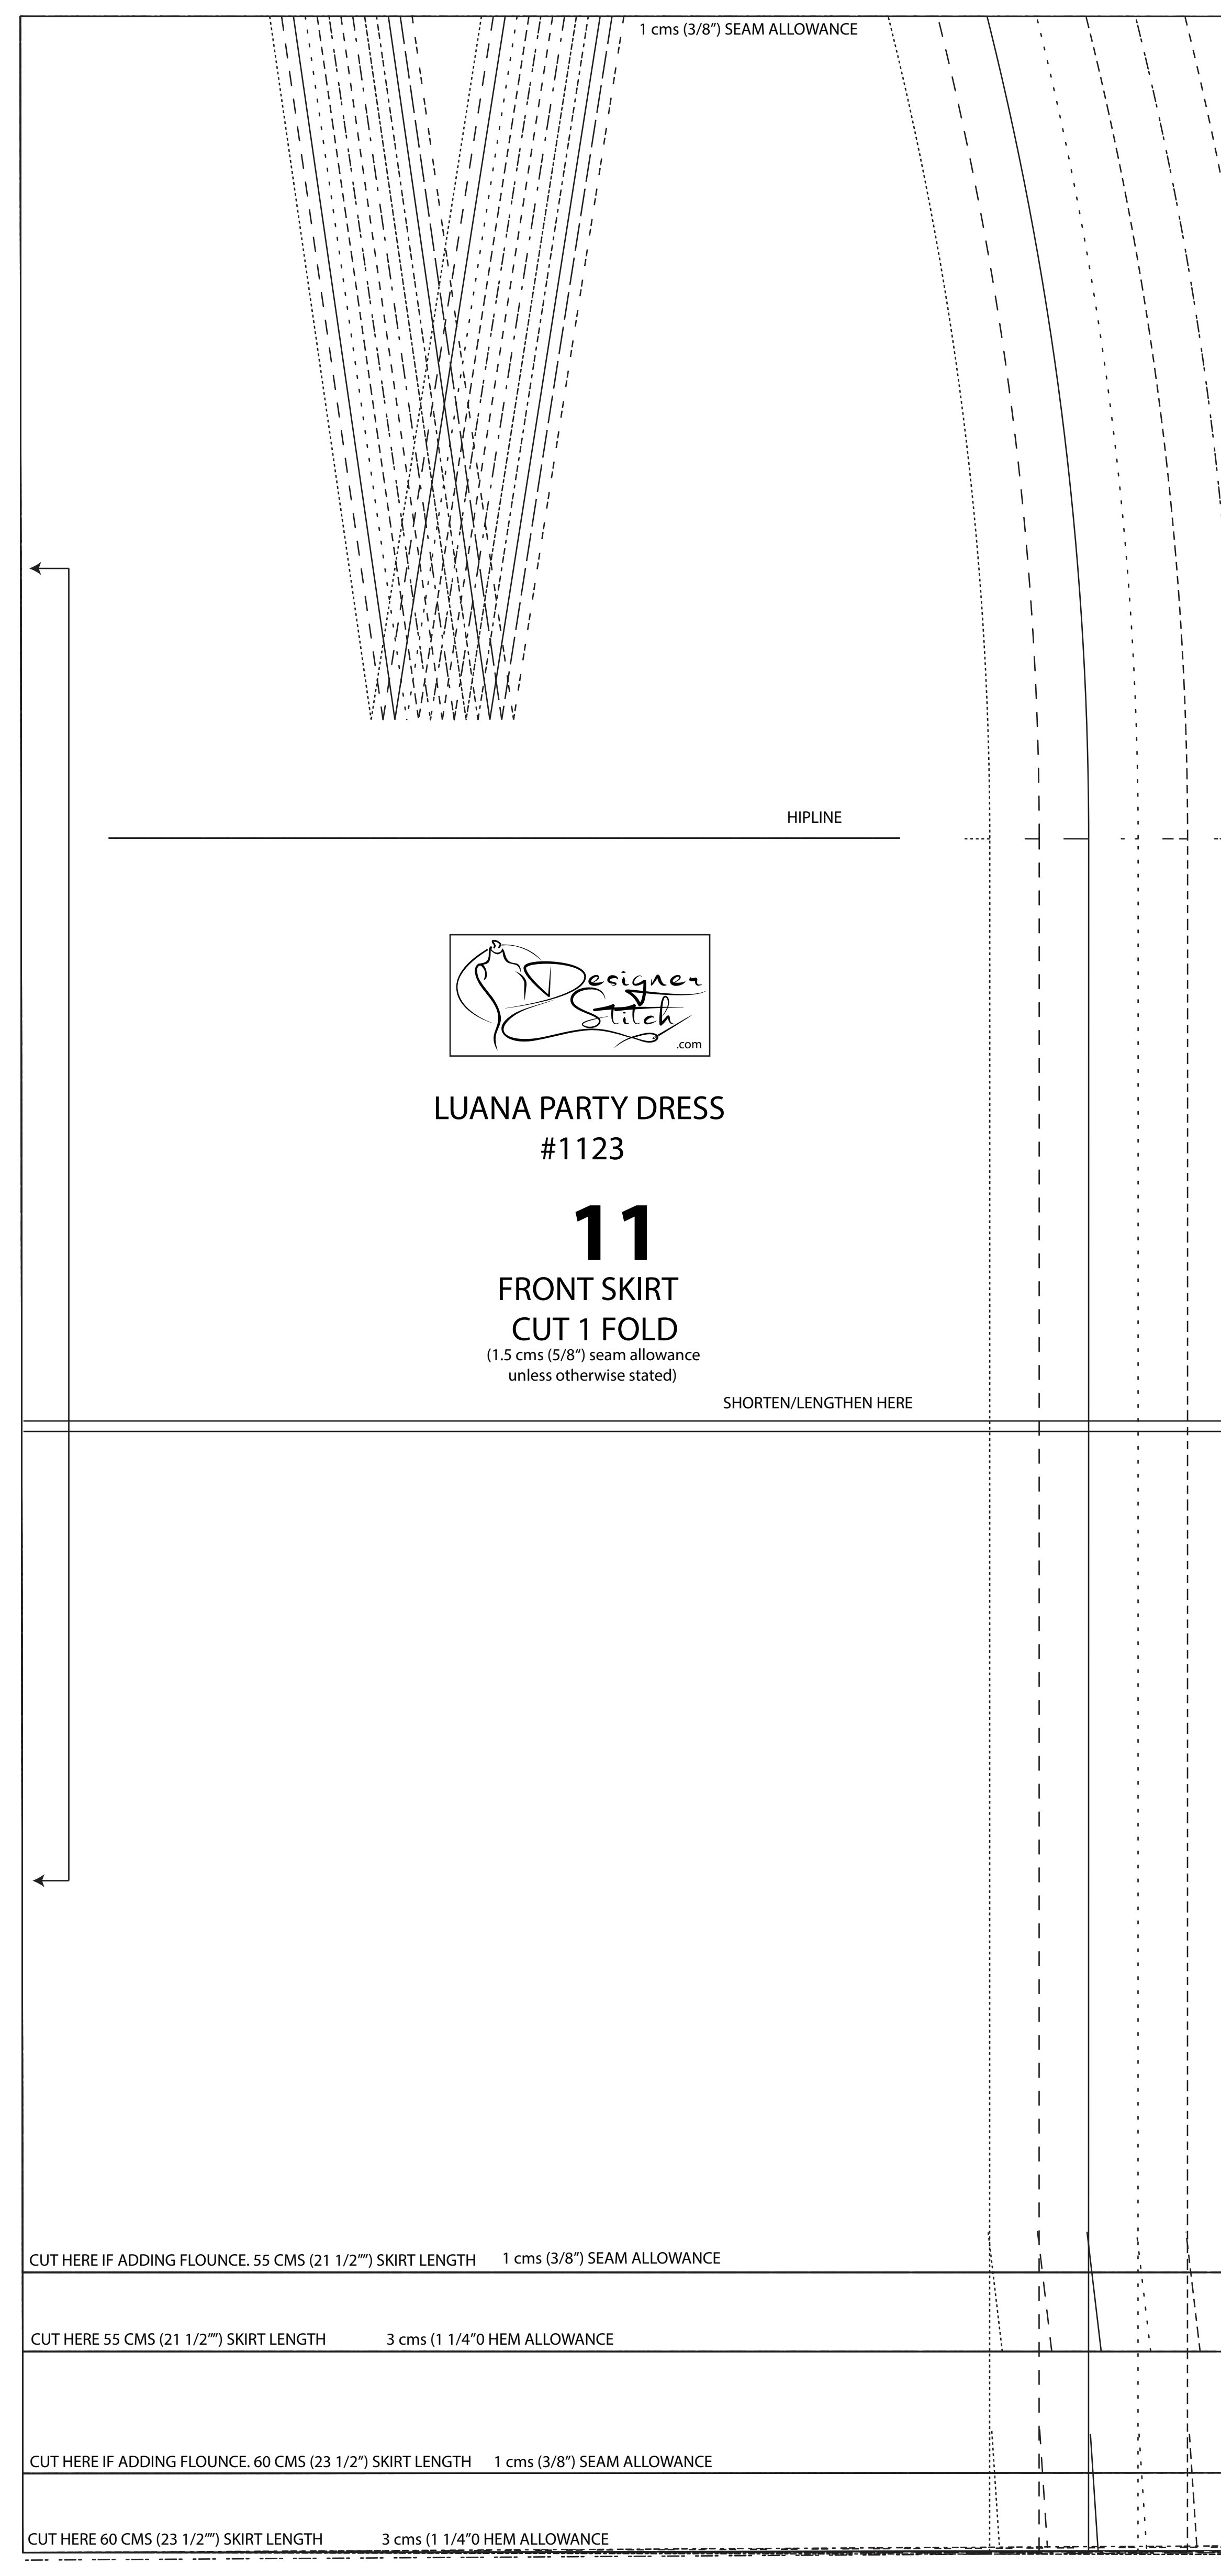 1 cms (3/8”) SEAM ALLOWANCE
HIPLINE
Designer
Stitch
.com
LUANA PARTY DRESS
#1123
11
FRONT SKIRT
CUT 1 FOLD
(1.5 cms (5/8“) seam allowance
unless otherwise stated)
SHORTEN/LENGTHEN HERE
CUT HERE IF ADDING FLOUNCE. 55 CMS (21 1/2””) SKIRT LENGTH 1 cms (3/8”) SEAM ALLOWANCE
CUT HERE 55 CMS (21 1/2””) SKIRT LENGTH 3 cms (1 1/4”0 HEM ALLOWANCE
CUT HERE IF ADDING FLOUNCE. 60 CMS (23 1/2”) SKIRT LENGTH 1 cms (3/8”) SEAM ALLOWANCE
CUT HERE 60 CMS (23 1/2””) SKIRT LENGTH 3 cms (1 1/4”0 HEM ALLOWANCE